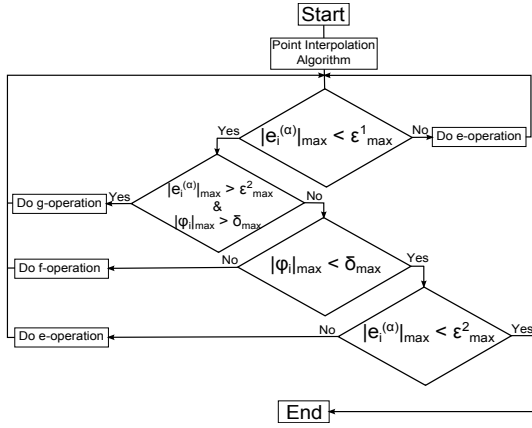 Start
Point Interpolation
Algorithm
|eᵢ⁽ᵅ⁾|max < ε¹max
Yes
No
Do e-operation
|eᵢ⁽ᵅ⁾|max > ε²max
&
|φᵢ|max > δmax
Yes
No
Do g-operation
|φᵢ|max < δmax
No
Yes
Do f-operation
|eᵢ⁽ᵅ⁾|max < ε²max
No
Yes
Do e-operation
End